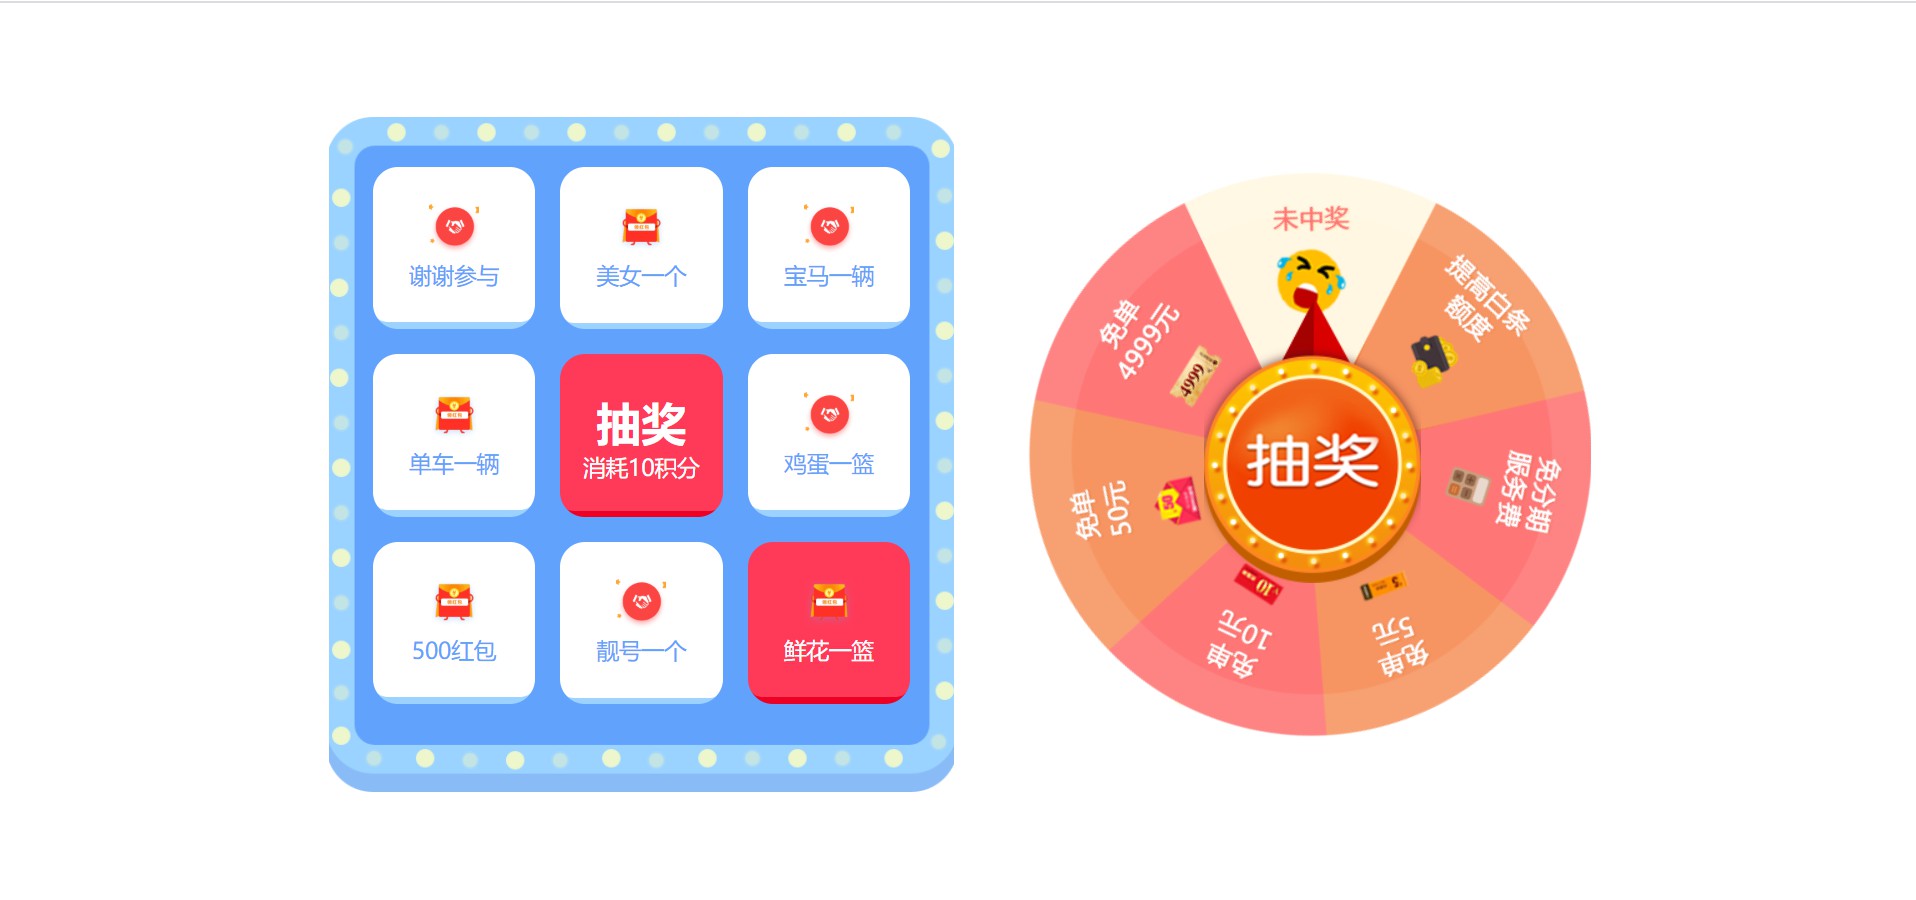 谢谢参与
美女一个
宝马一辆
单车一辆
抽奖
消耗10积分
鸡蛋一篮
500红包
靓号一个
鲜花一篮
未中奖
提高白条
额度
免分期
服务费
免单
5元
免单
10元
免单
50元
免单
4999元
4999
抽奖